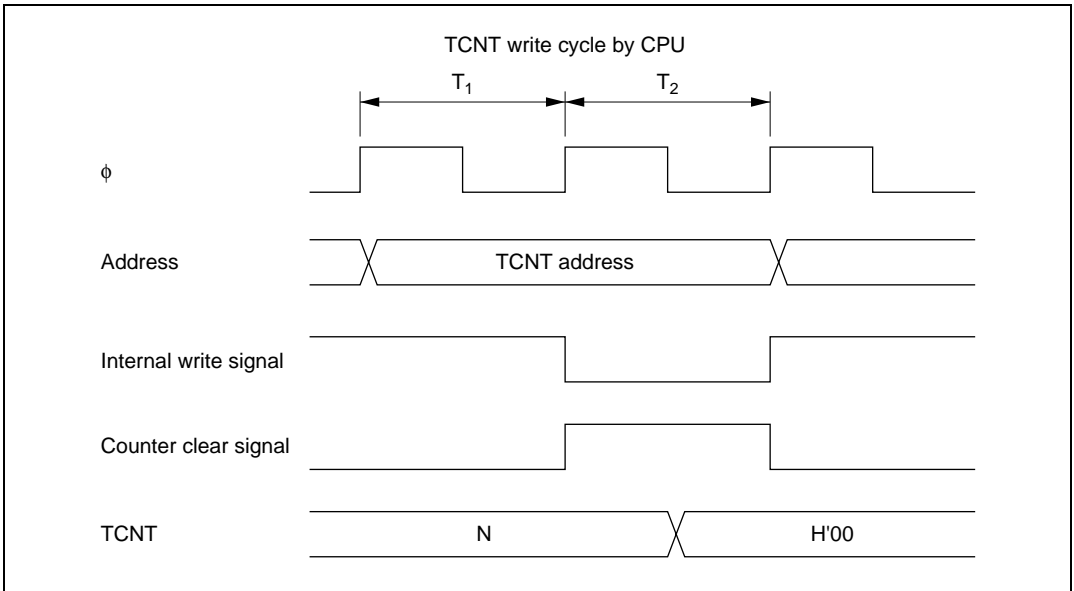 TCNT write cycle by CPU
T₁ T₂
ϕ
Address TCNT address
Internal write signal
Counter clear signal
TCNT N H'00